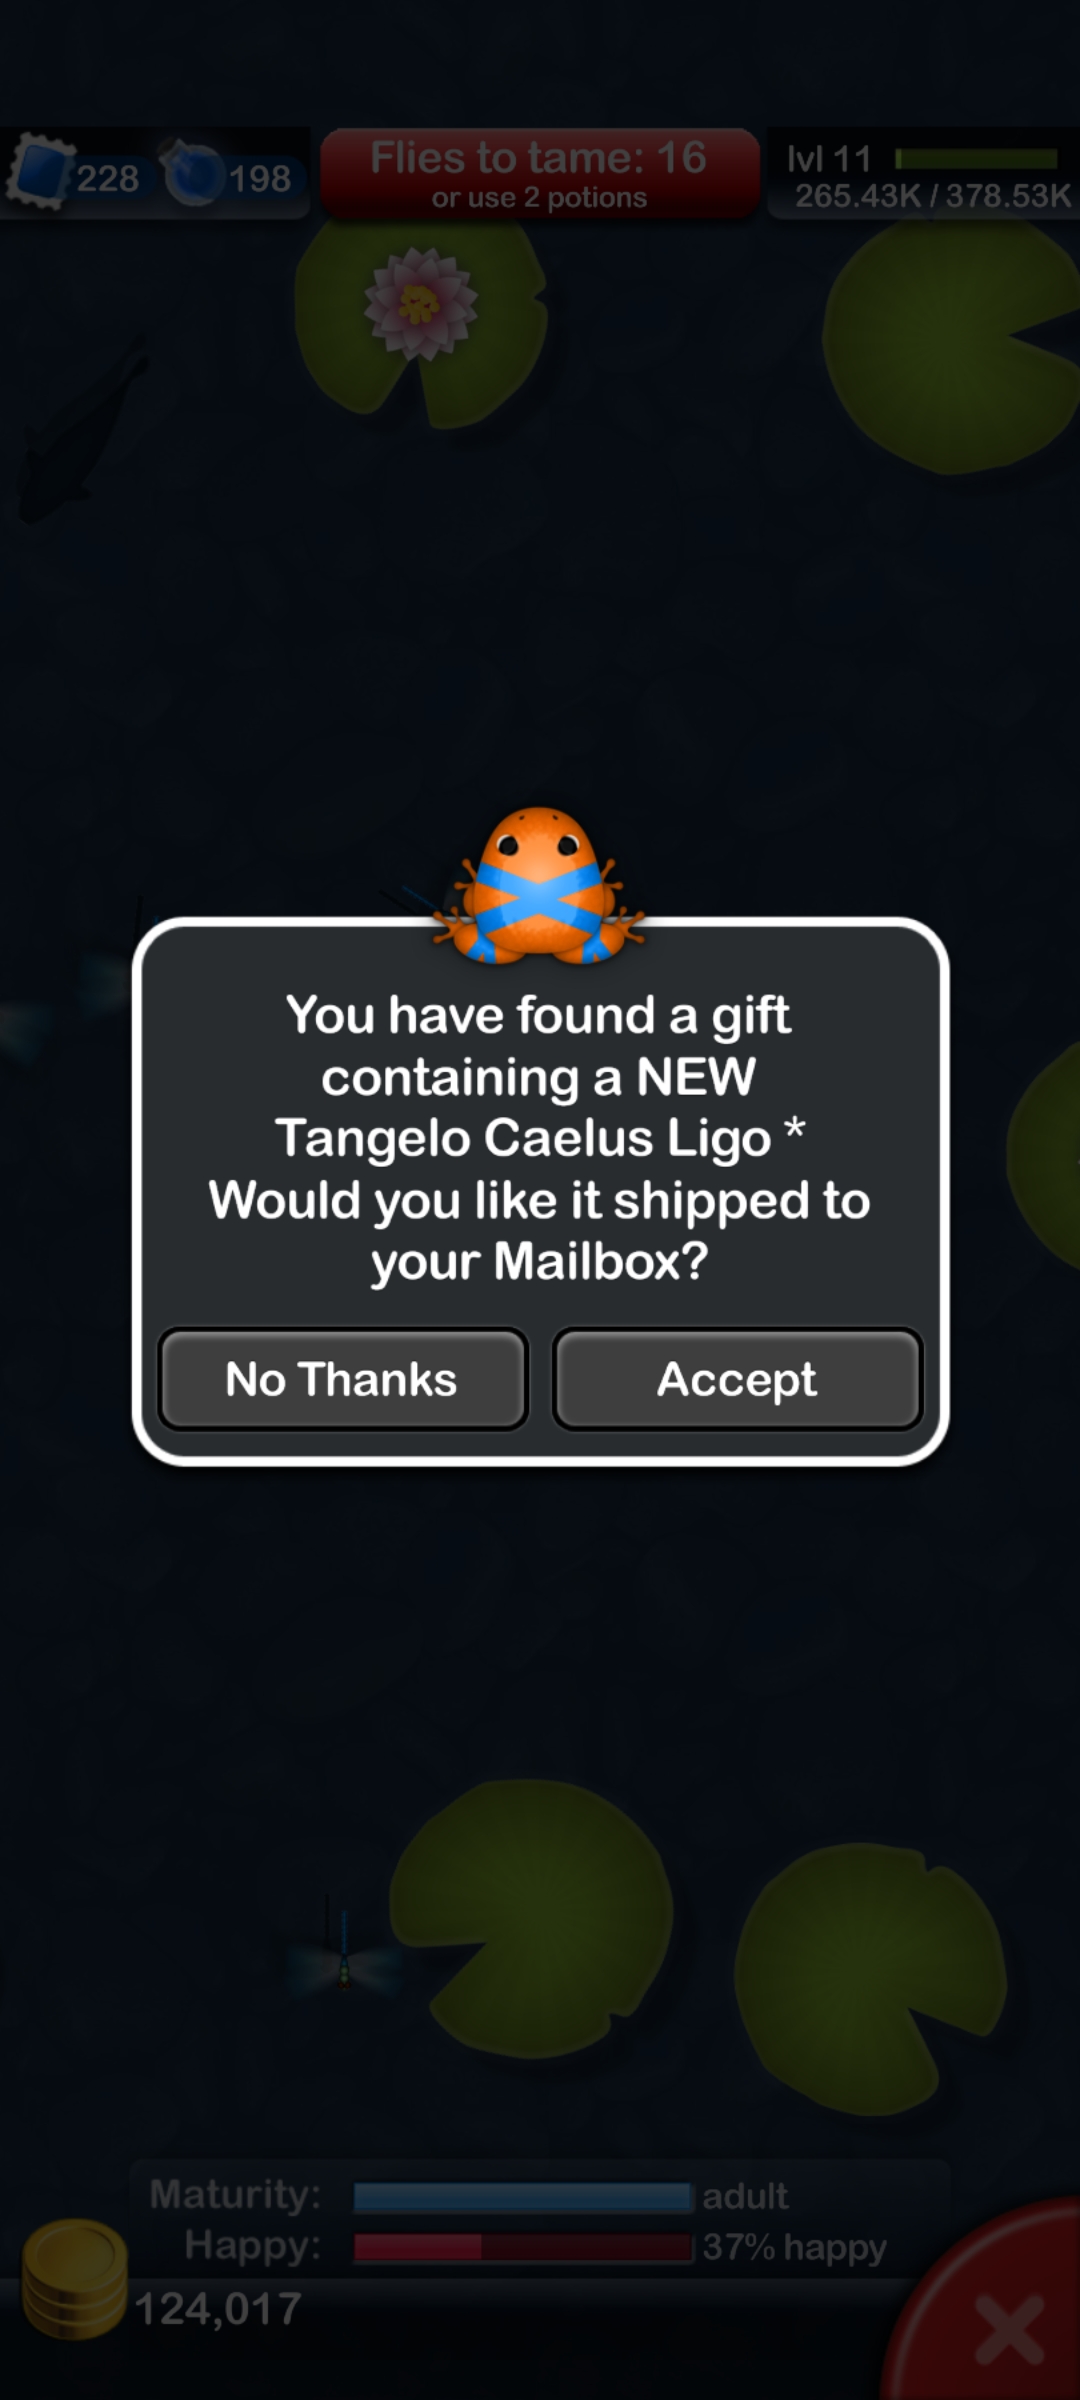 228
198
Flies to tame: 16
or use 2 potions
lvl 11
265.43K / 378.53K
You have found a gift
containing a NEW
Tangelo Caelus Ligo *
Would you like it shipped to
your Mailbox?
No Thanks
Accept
Maturity:
adult
Happy:
37% happy
124,017